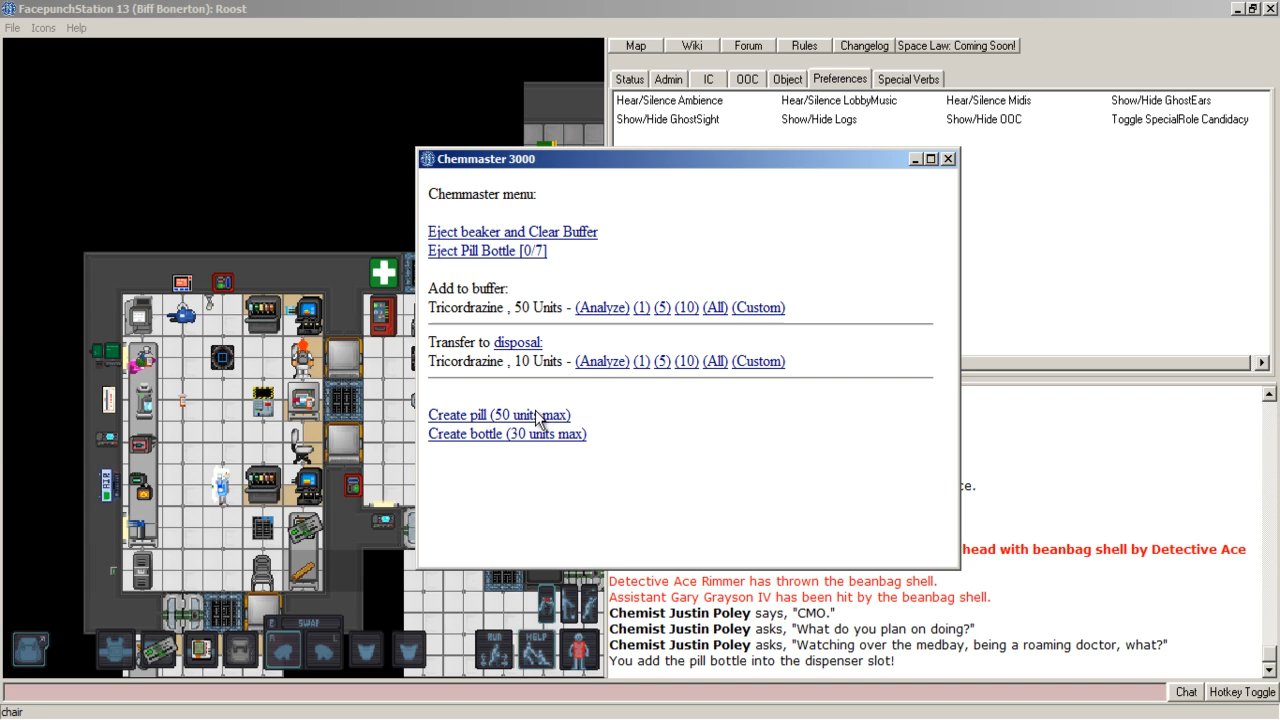 FacepunchStation 13 (Biff Bonerton): Roost
File Icons Help
Map Wiki Forum Rules Changelog Space Law: Coming Soon!
Status Admin IC OOC Object Preferences Special Verbs
Hear/Silence Ambience Hear/Silence LobbyMusic Hear/Silence Midis Show/Hide GhostEars
Show/Hide GhostSight Show/Hide Logs Show/Hide OOC Toggle SpecialRole Candidacy
Chemmaster 3000
Chemmaster menu:
Eject beaker and Clear Buffer
Eject Pill Bottle [0/7]
Add to buffer:
Tricordrazine , 50 Units - (Analyze) (1) (5) (10) (All) (Custom)
Transfer to disposal:
Tricordrazine , 10 Units - (Analyze) (1) (5) (10) (All) (Custom)
Create pill (50 units max)
Create bottle (30 units max)
ce.
head with beanbag shell by Detective Ace
Detective Ace Rimmer has thrown the beanbag shell.
Assistant Gary Grayson IV has been hit by the beanbag shell.
Chemist Justin Poley says, "CMO."
Chemist Justin Poley asks, "What do you plan on doing?"
Chemist Justin Poley asks, "Watching over the medbay, being a roaming doctor, what?"
You add the pill bottle into the dispenser slot!
AIR
SWAP
RUN HELP
Chat Hotkey Toggle
chair